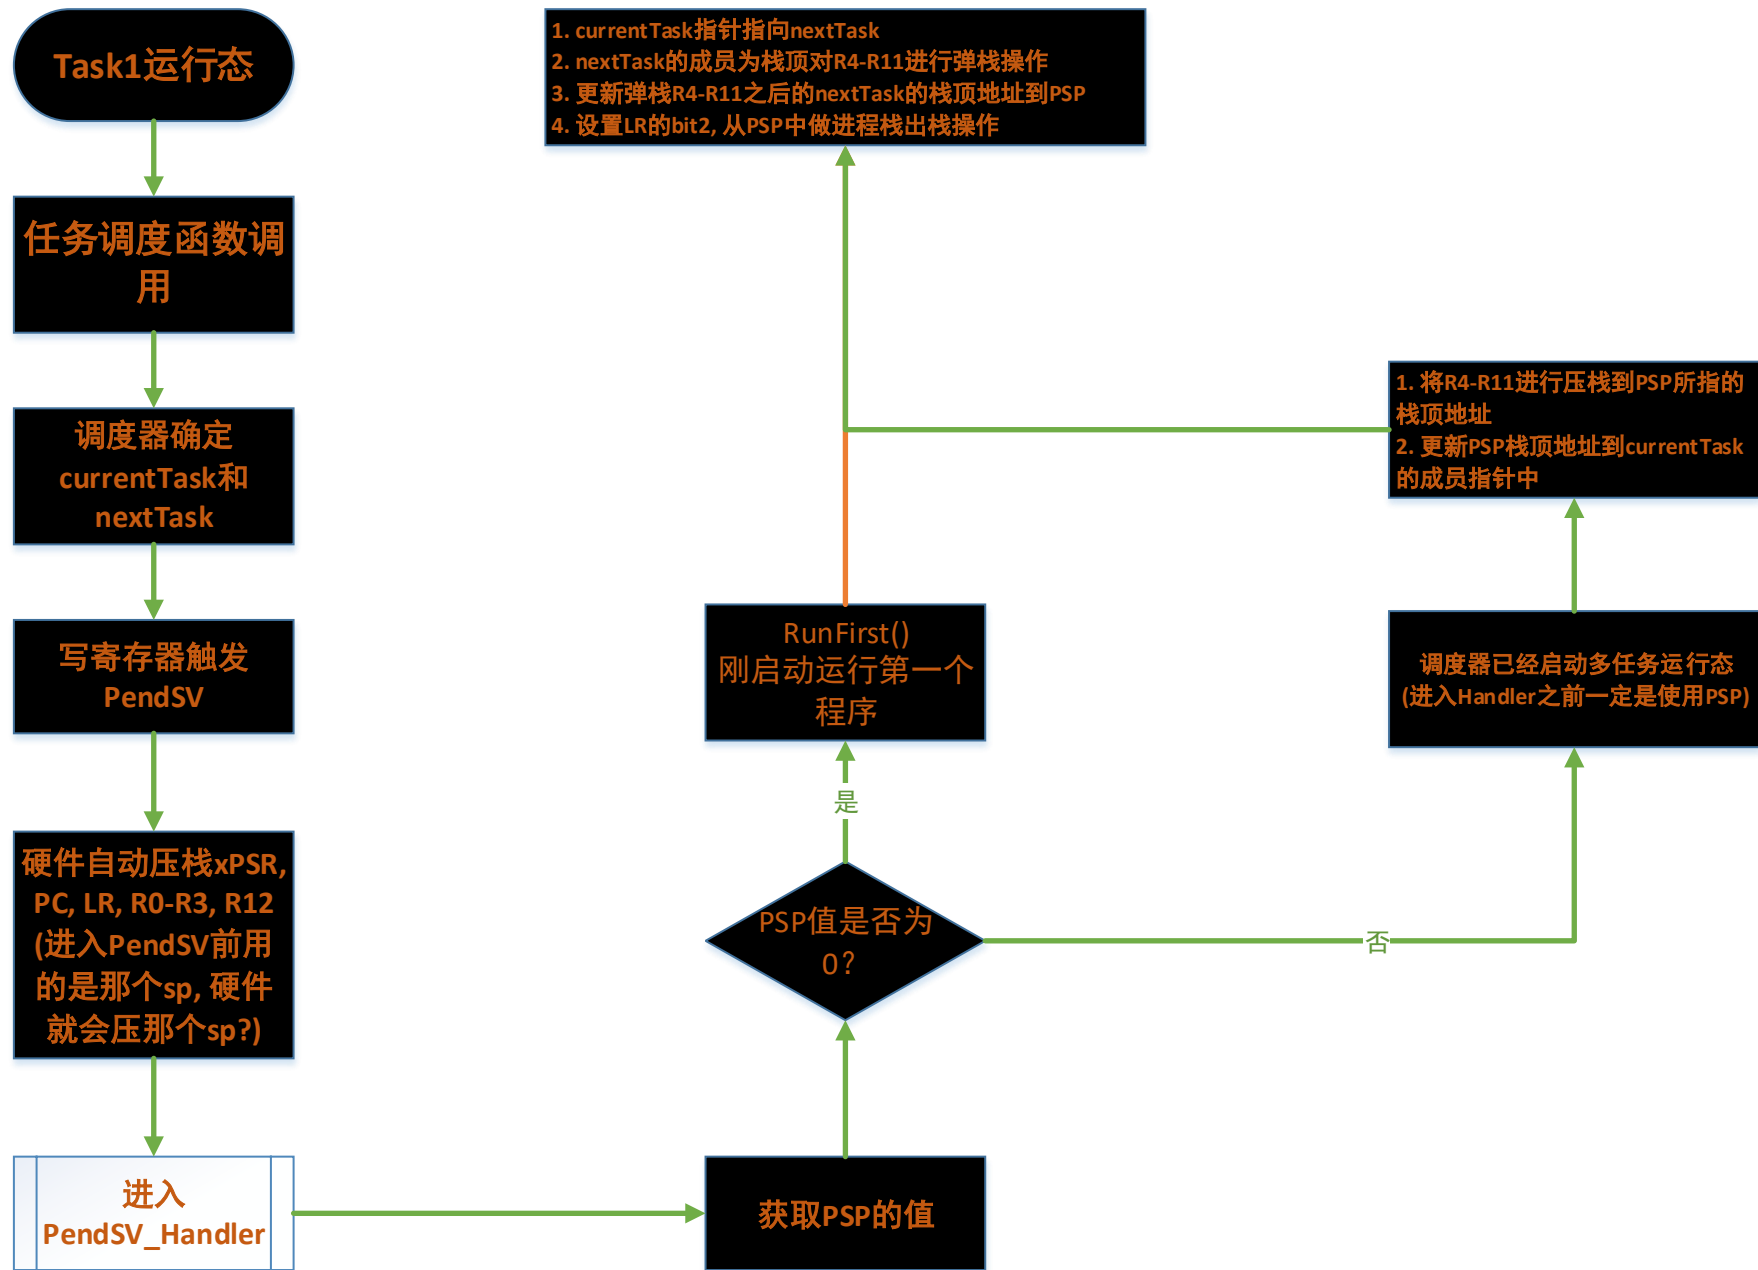 Task1运行态
任务调度函数调
用
调度器确定
currentTask和
nextTask
写寄存器触发
PendSV
硬件自动压栈xPSR,
PC, LR, R0-R3, R12
(进入PendSV前用
的是那个sp, 硬件
就会压那个sp?)
进入
PendSV_Handler
获取PSP的值
PSP值是否为
0?
是
否
RunFirst()
刚启动运行第一个
程序
调度器已经启动多任务运行态
(进入Handler之前一定是使用PSP)
1. 将R4-R11进行压栈到PSP所指的
栈顶地址
2. 更新PSP栈顶地址到currentTask
的成员指针中
1. currentTask指针指向nextTask
2. nextTask的成员为栈顶对R4-R11进行弹栈操作
3. 更新弹栈R4-R11之后的nextTask的栈顶地址到PSP
4. 设置LR的bit2, 从PSP中做进程栈出栈操作